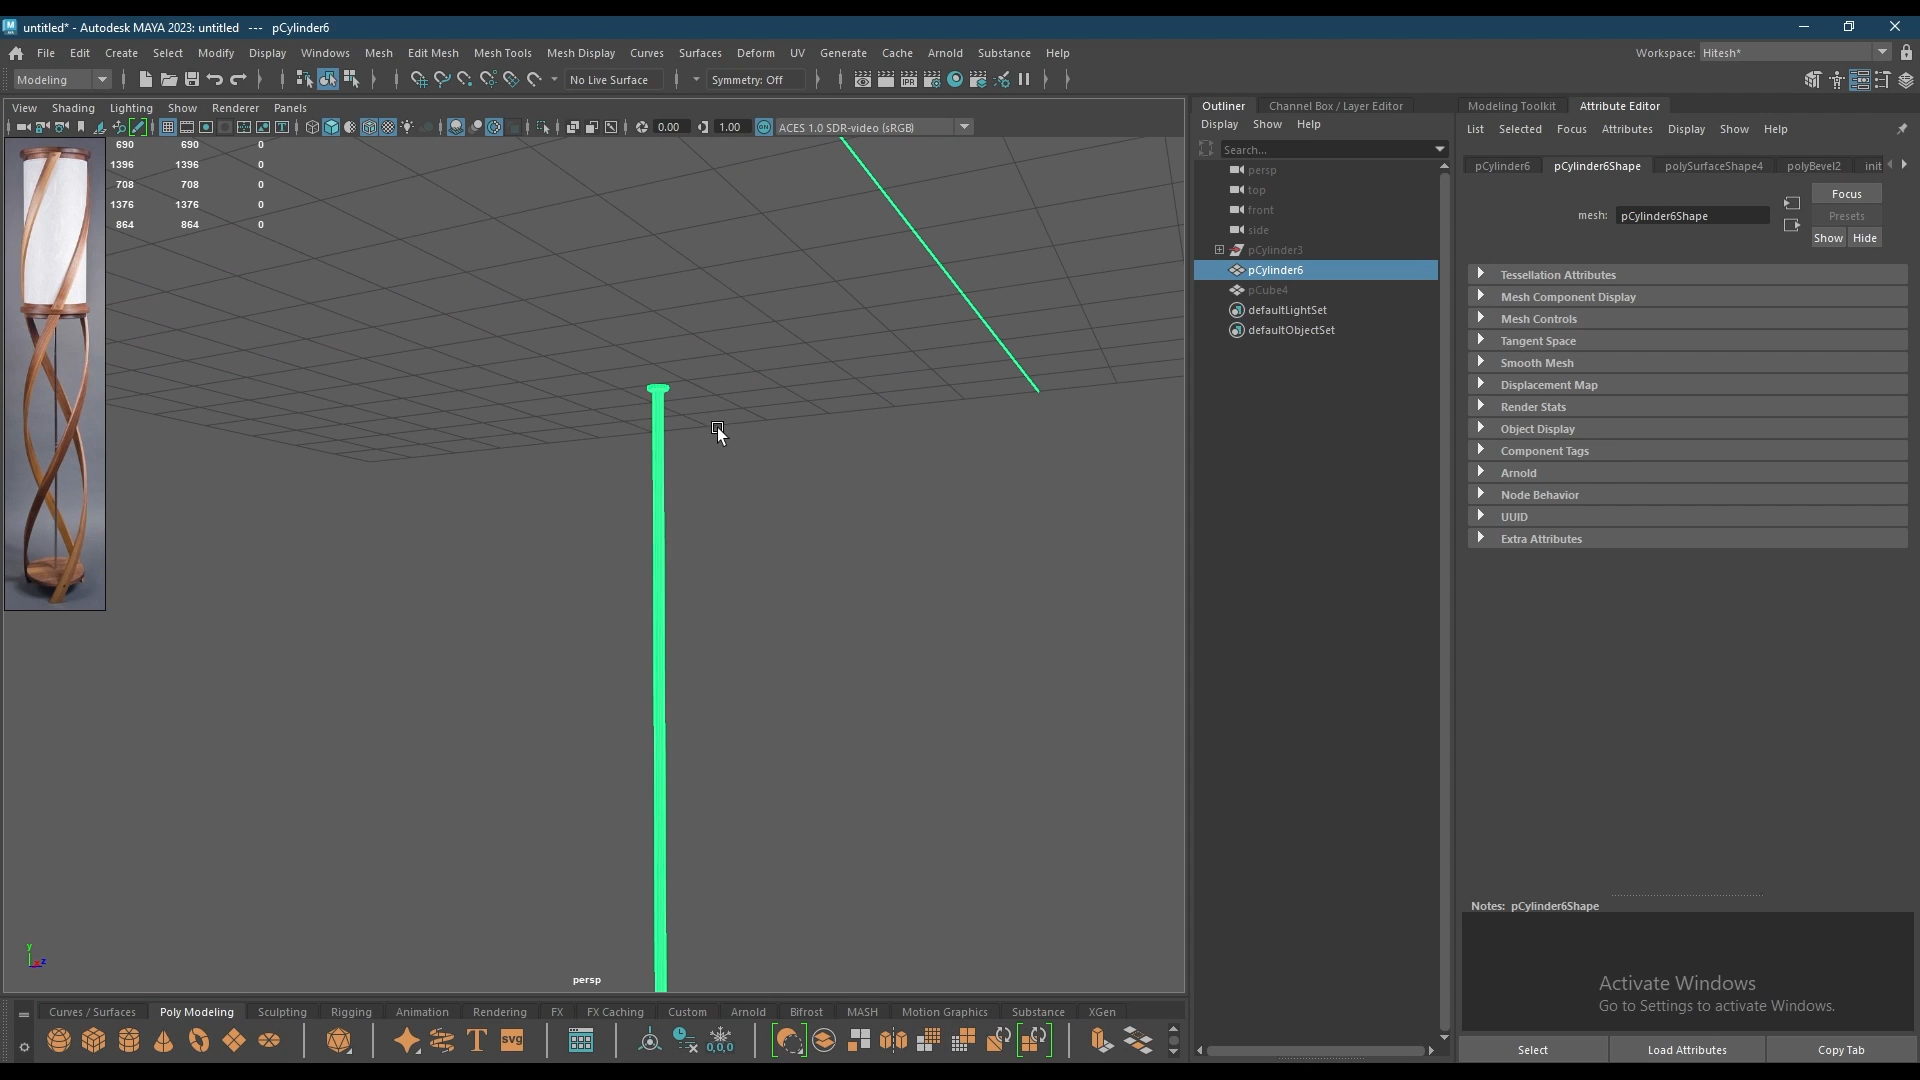 untitled* - Autodesk MAYA 2023: untitled --- pCylinder6
File Edit Create Select Modify Display Windows Mesh Edit Mesh Mesh Tools Mesh Display Curves Surfaces Deform UV Generate Cache Arnold Substance Help
Workspace: Hitesh*
Modeling
No Live Surface
Symmetry: Off
IPR
View Shading Lighting Show Renderer Panels
0.00
1.00
ON
ACES 1.0 SDR-video (sRGB)
690 690 0
1396 1396 0
708 708 0
1376 1376 0
864 864 0
y
z
persp
Outliner
Channel Box / Layer Editor
Display Show Help
Search...
persp
top
front
side
pCylinder3
pCylinder6
pCube4
defaultLightSet
defaultObjectSet
Modeling Toolkit
Attribute Editor
List Selected Focus Attributes Display Show Help
pCylinder6 pCylinder6Shape polySurfaceShape4 polyBevel2 init
mesh: pCylinder6Shape
Focus
Presets
Show Hide
Tessellation Attributes
Mesh Component Display
Mesh Controls
Tangent Space
Smooth Mesh
Displacement Map
Render Stats
Object Display
Component Tags
Arnold
Node Behavior
UUID
Extra Attributes
Notes: pCylinder6Shape
Activate Windows
Go to Settings to activate Windows.
Select Load Attributes Copy Tab
Curves / Surfaces Poly Modeling Sculpting Rigging Animation Rendering FX FX Caching Custom Arnold Bifrost MASH Motion Graphics Substance XGen
T
svg
0,0,0